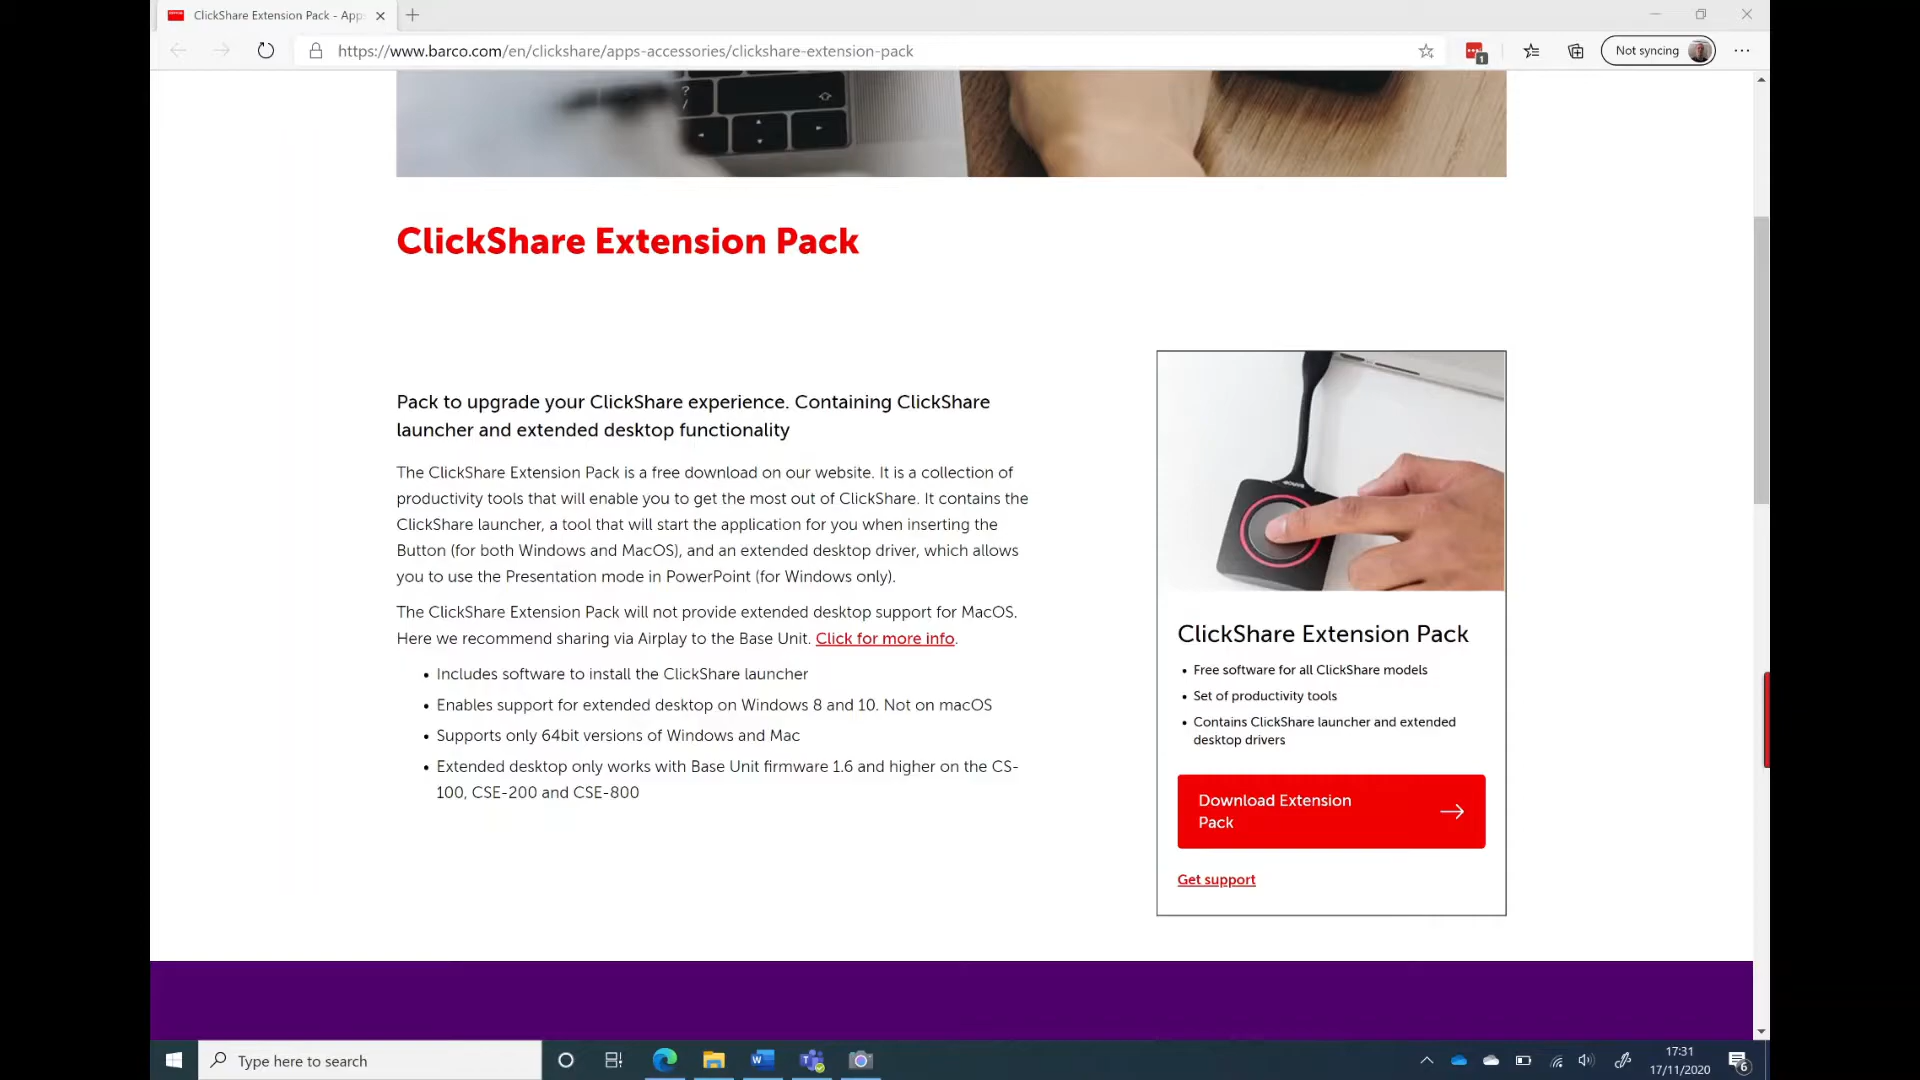 ClickShare Extension Pack - App
https://www.barco.com/en/clickshare/apps-accessories/clickshare-extension-pack
1
Not syncing
?
/
ClickShare Extension Pack
Pack to upgrade your ClickShare experience. Containing ClickShare
launcher and extended desktop functionality
The ClickShare Extension Pack is a free download on our website. It is a collection of
productivity tools that will enable you to get the most out of ClickShare. It contains the
ClickShare launcher, a tool that will start the application for you when inserting the
Button (for both Windows and MacOS), and an extended desktop driver, which allows
you to use the Presentation mode in PowerPoint (for Windows only).
The ClickShare Extension Pack will not provide extended desktop support for MacOS.
Here we recommend sharing via Airplay to the Base Unit. Click for more info.
• Includes software to install the ClickShare launcher
• Enables support for extended desktop on Windows 8 and 10. Not on macOS
• Supports only 64bit versions of Windows and Mac
• Extended desktop only works with Base Unit firmware 1.6 and higher on the CS-
100, CSE-200 and CSE-800
ClickShare Extension Pack
• Free software for all ClickShare models
• Set of productivity tools
• Contains ClickShare launcher and extended
desktop drivers
Download Extension
Pack
Get support
Type here to search
17:31
17/11/2020
6